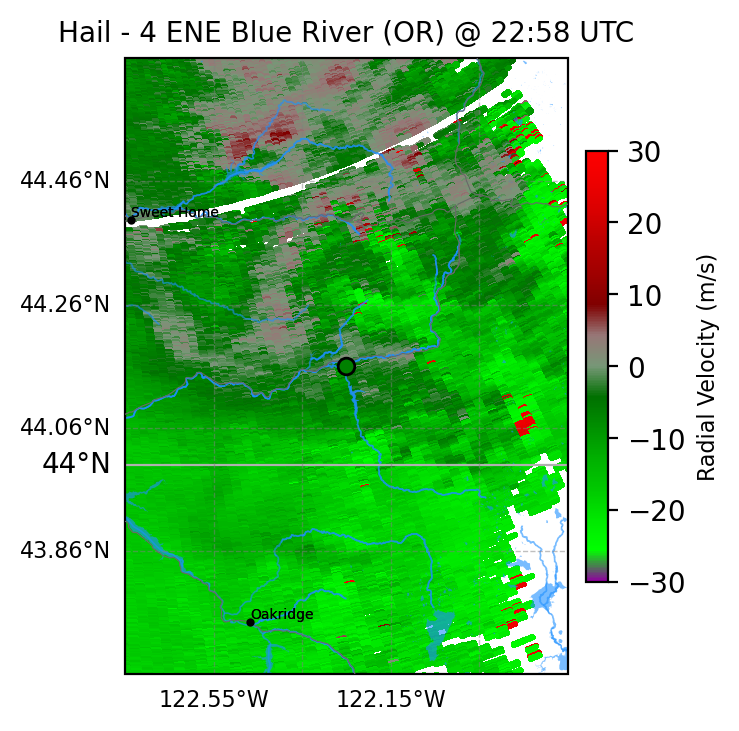 Hail - 4 ENE Blue River (OR) @ 22:58 UTC
44.46°N
44.26°N
44.06°N
44°N
43.86°N
122.55°W
122.15°W
Sweet Home
Oakridge
30
20
10
0
−10
−20
−30
Radial Velocity (m/s)